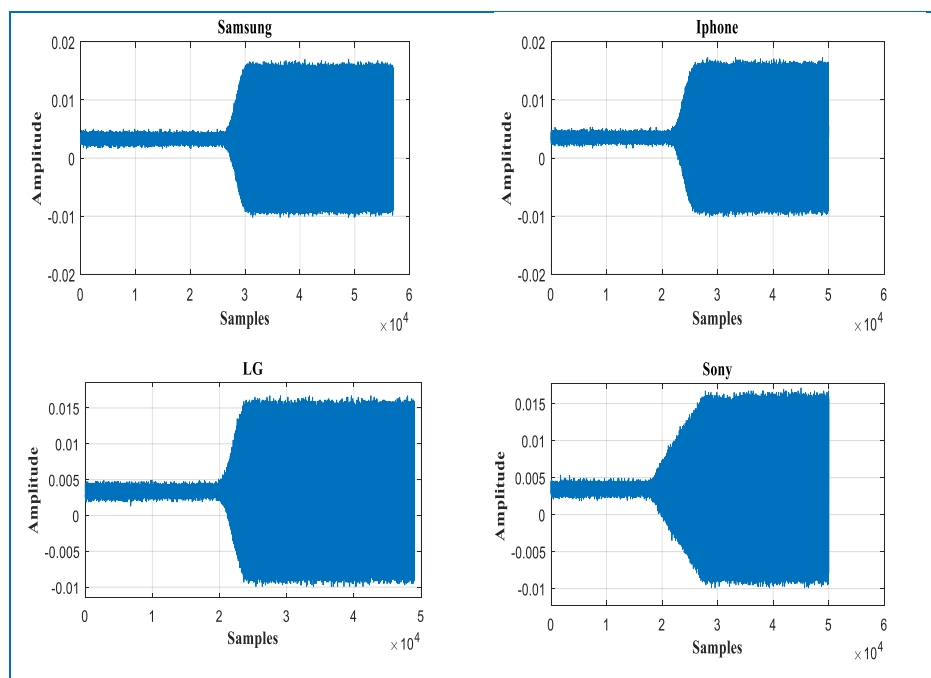 Samsung
0.02
0.01
0
-0.01
-0.02
Amplitude
0 1 2 3 4 5 6
Samples
×10^4
Iphone
0.02
0.01
0
-0.01
-0.02
Amplitude
0 1 2 3 4 5 6
Samples
×10^4
LG
0.015
0.01
0.005
0
-0.005
-0.01
Amplitude
0 1 2 3 4 5
Samples
×10^4
Sony
0.015
0.01
0.005
0
-0.005
-0.01
Amplitude
0 1 2 3 4 5 6
Samples
×10^4